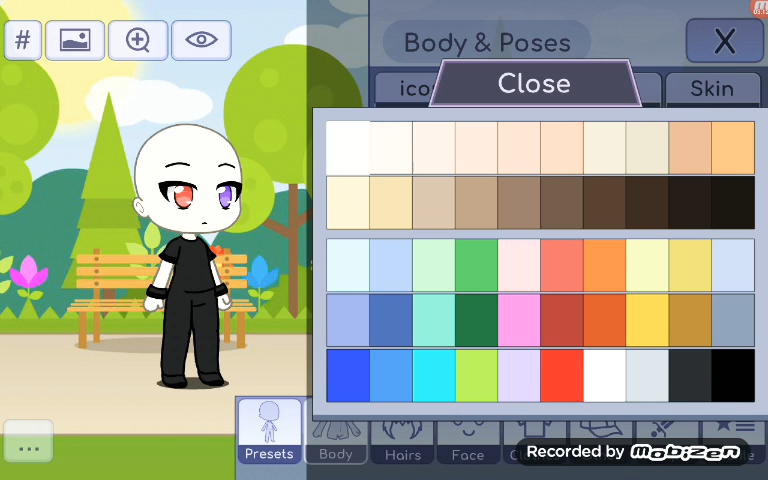 #
Body & Poses
X
Close
Skin
...
Presets
Body
Hairs
Face
Recorded by Mobizen